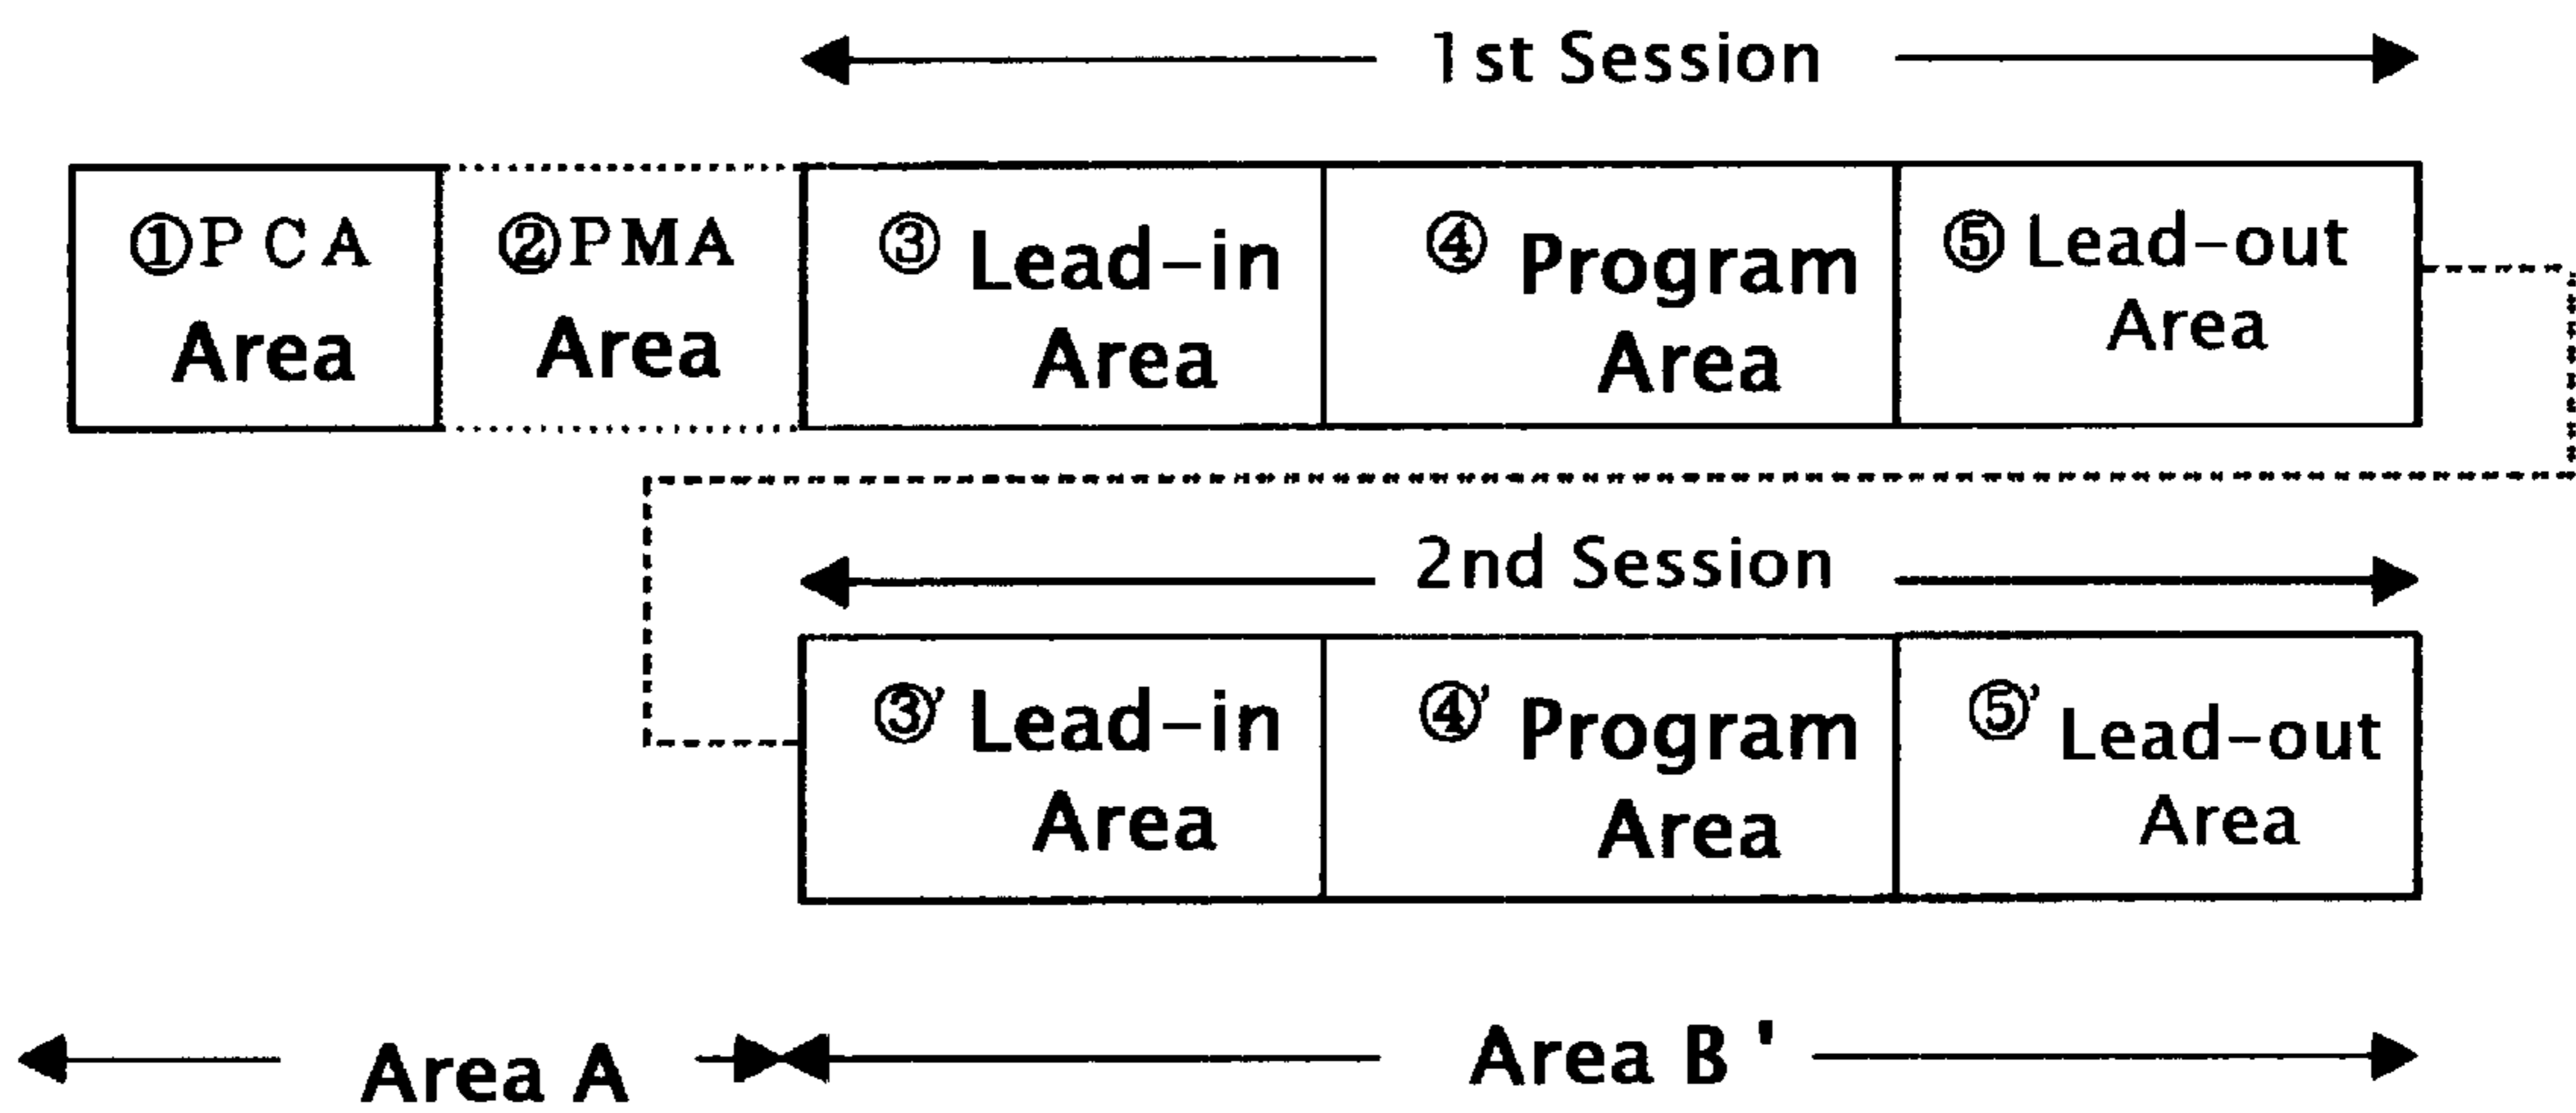 1st Session
①PCA
Area
②PMA
Area
③ Lead-in
Area
④ Program
Area
⑤ Lead-out
Area
2nd Session
③' Lead-in
Area
④' Program
Area
⑤' Lead-out
Area
Area A
Area B '